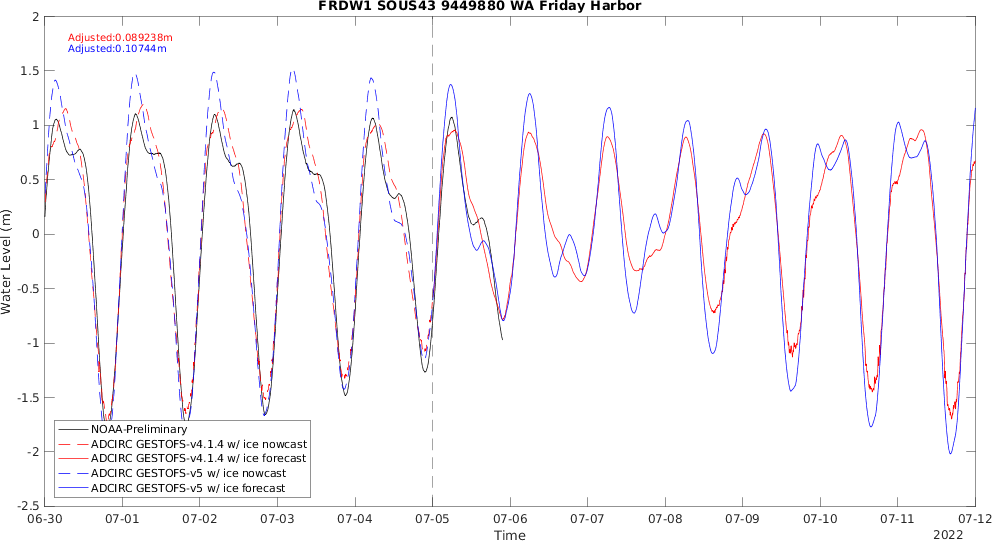 FRDW1 SOUS43 9449880 WA Friday Harbor
Adjusted:0.089238m
Adjusted:0.10744m
Water Level (m)
2
1.5
1
0.5
0
-0.5
-1
-1.5
-2
-2.5
NOAA-Preliminary
ADCIRC GESTOFS-v4.1.4 w/ ice nowcast
ADCIRC GESTOFS-v4.1.4 w/ ice forecast
ADCIRC GESTOFS-v5 w/ ice nowcast
ADCIRC GESTOFS-v5 w/ ice forecast
06-30 07-01 07-02 07-03 07-04 07-05 07-06 07-07 07-08 07-09 07-10 07-11 07-12
Time
2022